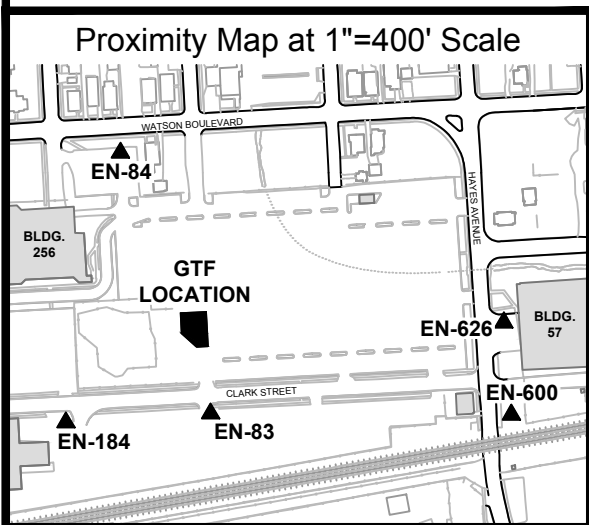 Proximity Map at 1"=400' Scale
WATSON BOULEVARD
EN-84
HAYES AVENUE
BLDG.
256
GTF
LOCATION
EN-626
BLDG.
57
CLARK STREET
EN-600
EN-184
EN-83